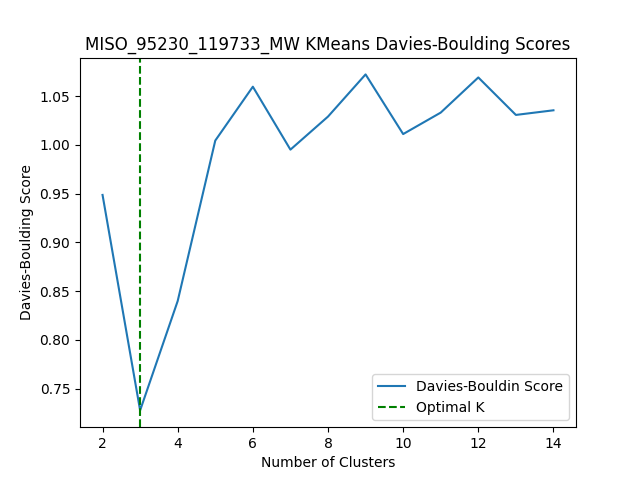 MISO_95230_119733_MW KMeans Davies-Boulding Scores
1.05
1.00
0.95
0.90
0.85
0.80
0.75
Davies-Boulding Score
Davies-Bouldin Score
Optimal K
2 4 6 8 10 12 14
Number of Clusters